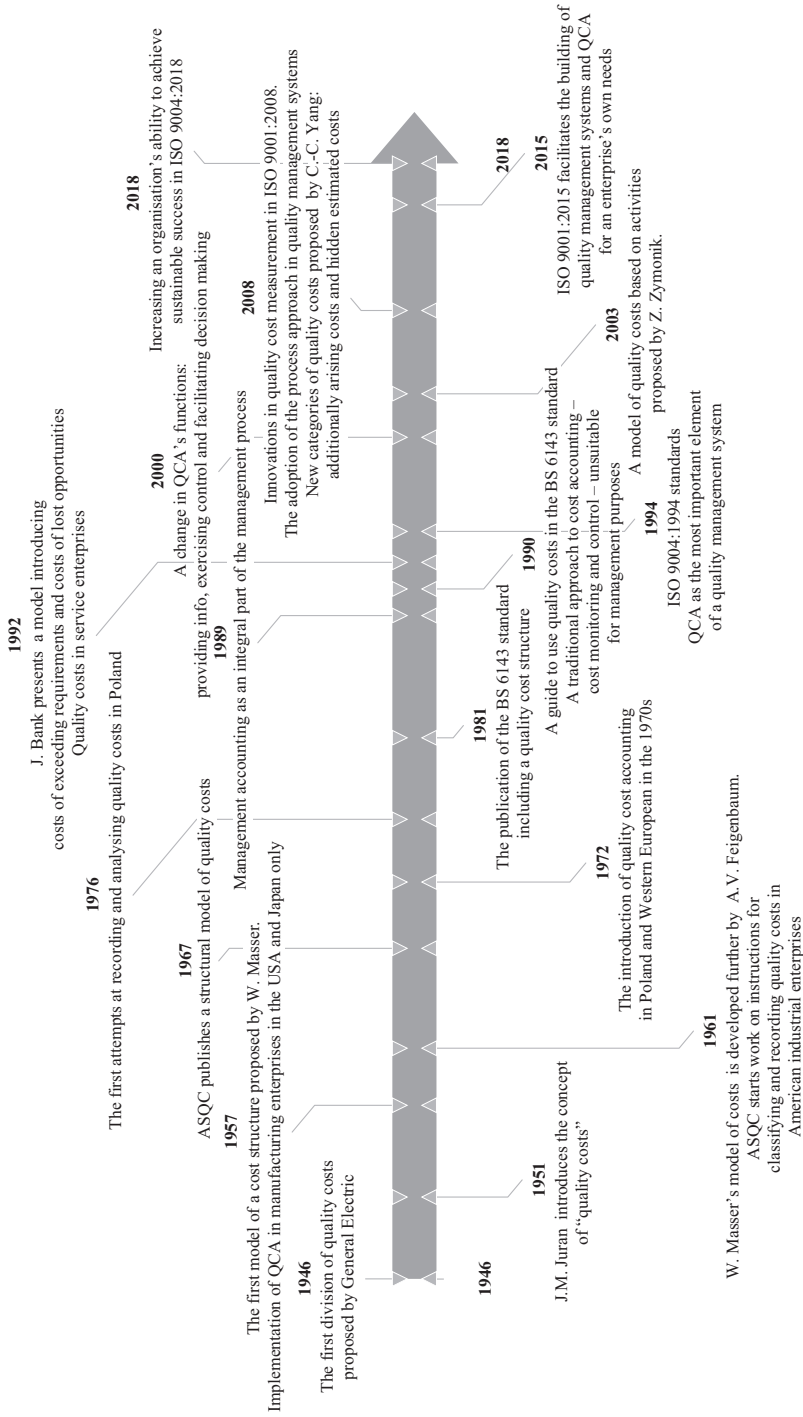 1992
J. Bank presents a model introducing
costs of exceeding requirements and costs of lost opportunities
Quality costs in service enterprises
1976
The first attempts at recording and analysing quality costs in Poland
2018
Increasing an organisation's ability to achieve
sustainable success in ISO 9004:2018
2000
A change in QCA's functions:
providing info, exercising control and facilitating decision making
1967
ASQC publishes a structural model of quality costs
1989
Management accounting as an integral part of the management process
2008
Innovations in quality cost measurement in ISO 9001:2008.
The adoption of the process approach in quality management systems
New categories of quality costs proposed by C.-C. Yang:
additionally arising costs and hidden estimated costs
1957
The first model of a cost structure proposed by W. Masser.
Implementation of QCA in manufacturing enterprises in the USA and Japan only
1946
The first division of quality costs
proposed by General Electric
1946
2018
1951
J.M. Juran introduces the concept
of “quality costs”
1961
W. Masser's model of costs is developed further by A.V. Feigenbaum.
ASQC starts work on instructions for
classifying and recording quality costs in
American industrial enterprises
1972
The introduction of quality cost accounting
in Poland and Western European in the 1970s
1981
The publication of the BS 6143 standard
including a quality cost structure
1990
A guide to use quality costs in the BS 6143 standard
A traditional approach to cost accounting –
cost monitoring and control – unsuitable
for management purposes
1994
ISO 9004:1994 standards
QCA as the most important element
of a quality management system
2003
A model of quality costs based on activities
proposed by Z. Zymonik.
2015
ISO 9001:2015 facilitates the building of
quality management systems and QCA
for an enterprise's own needs